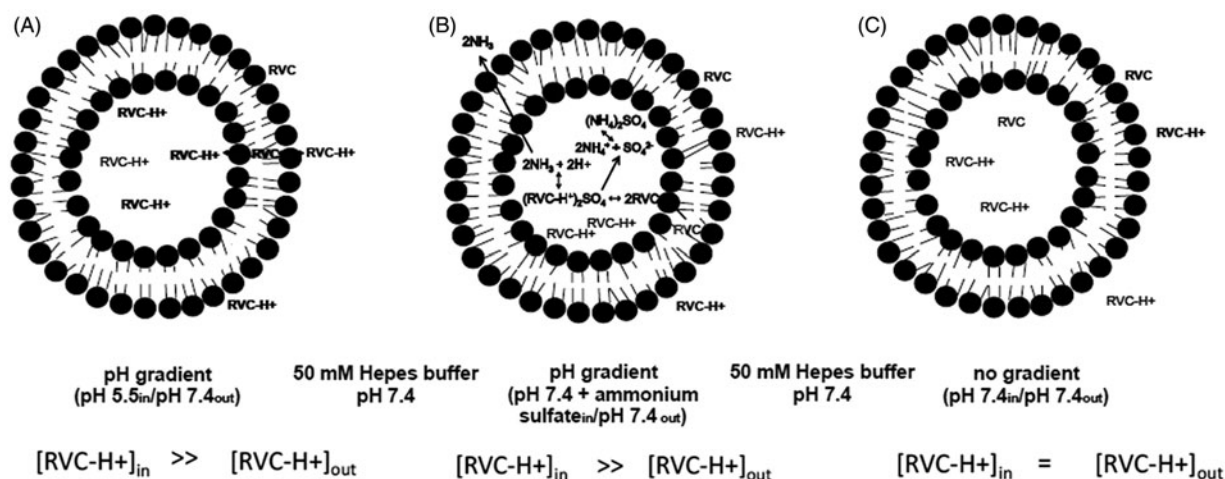 (A)
RVC
RVC-H+
RVC-H+
RVC-H+ RVC-H+ RVC-H+
RVC-H+
RVC-H+
(B)
2NH₃
RVC
(NH₄)₂SO₄
RVC-H+
2NH₄⁺ + SO₄²⁻
2NH₃ + 2H+
(RVC-H⁺)₂SO₄ ↔ 2RVC
RVC-H+
RVC-H+
RVC
RVC-H+
(C)
RVC
RVC
RVC-H+
RVC-H+
RVC-H+
RVC-H+
pH gradient
(pH 5.5in/pH 7.4out)
50 mM Hepes buffer
pH 7.4
pH gradient
(pH 7.4 + ammonium
sulfatein/pH 7.4 out)
50 mM Hepes buffer
pH 7.4
no gradient
(pH 7.4in/pH 7.4out)
[RVC-H+]in >> [RVC-H+]out
[RVC-H+]in >> [RVC-H+]out
[RVC-H+]in = [RVC-H+]out